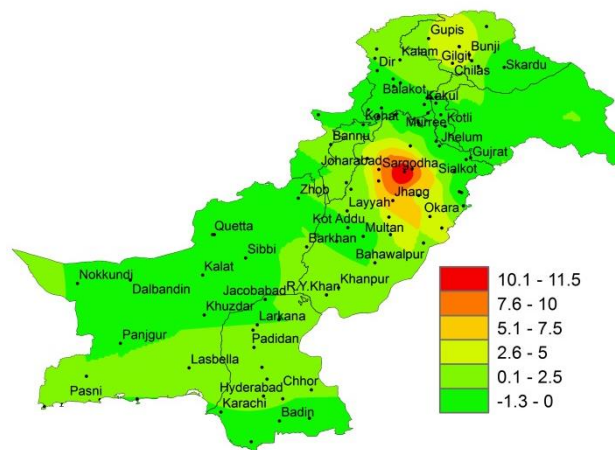 Gupis
Bunji
Dir
Kalam
Gilgit
Chilas
Skardu
Balakot
Kakul
Kohat
Murree
Kotli
Bannu
Jhelum
Gujrat
Joharabad
Sargodha
Sialkot
Zhob
Jhang
Layyah
Okara
Quetta
Kot Addu
Multan
Sibbi
Barkhan
Bahawalpur
Nokkundi
Kalat
Dalbandin
Jacobabad
R.Y.Khan
Khanpur
Khuzdar
Larkana
Panjgur
Padidan
Lasbella
Pasni
Hyderabad
Chhor
Karachi
Badin
10.1 - 11.5
7.6 - 10
5.1 - 7.5
2.6 - 5
0.1 - 2.5
-1.3 - 0